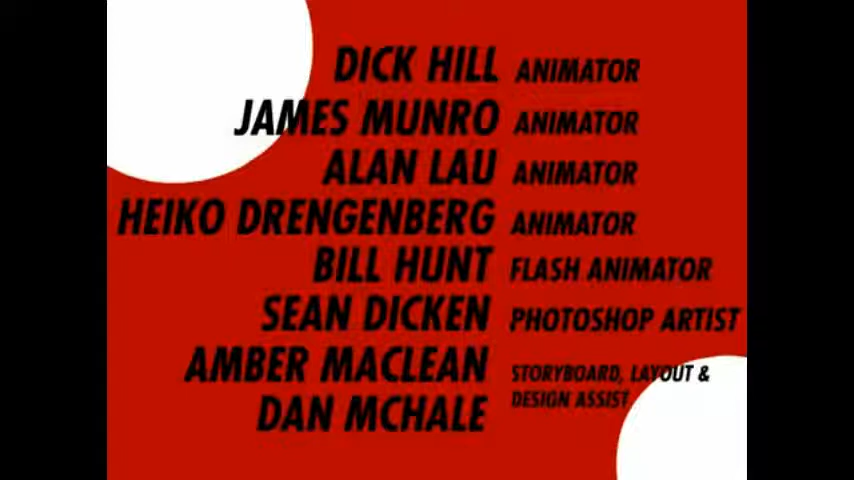 DICK HILL ANIMATOR
JAMES MUNRO ANIMATOR
ALAN LAU ANIMATOR
HEIKO DRENGENBERG ANIMATOR
BILL HUNT FLASH ANIMATOR
SEAN DICKEN PHOTOSHOP ARTIST
AMBER MACLEAN STORYBOARD, LAYOUT &
DAN MCHALE DESIGN ASSIST.